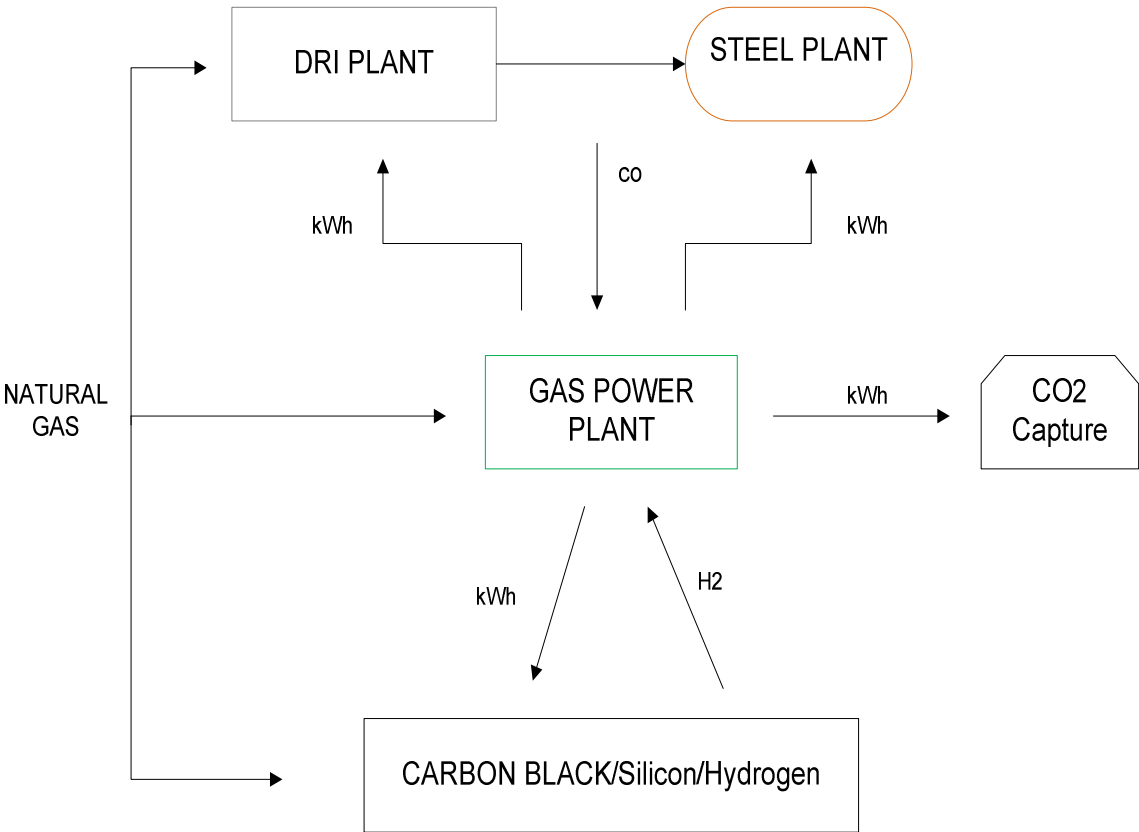 DRI PLANT
STEEL PLANT
co
kWh
kWh
NATURAL
GAS
GAS POWER
PLANT
kWh
CO2
Capture
kWh
H2
CARBON BLACK/Silicon/Hydrogen